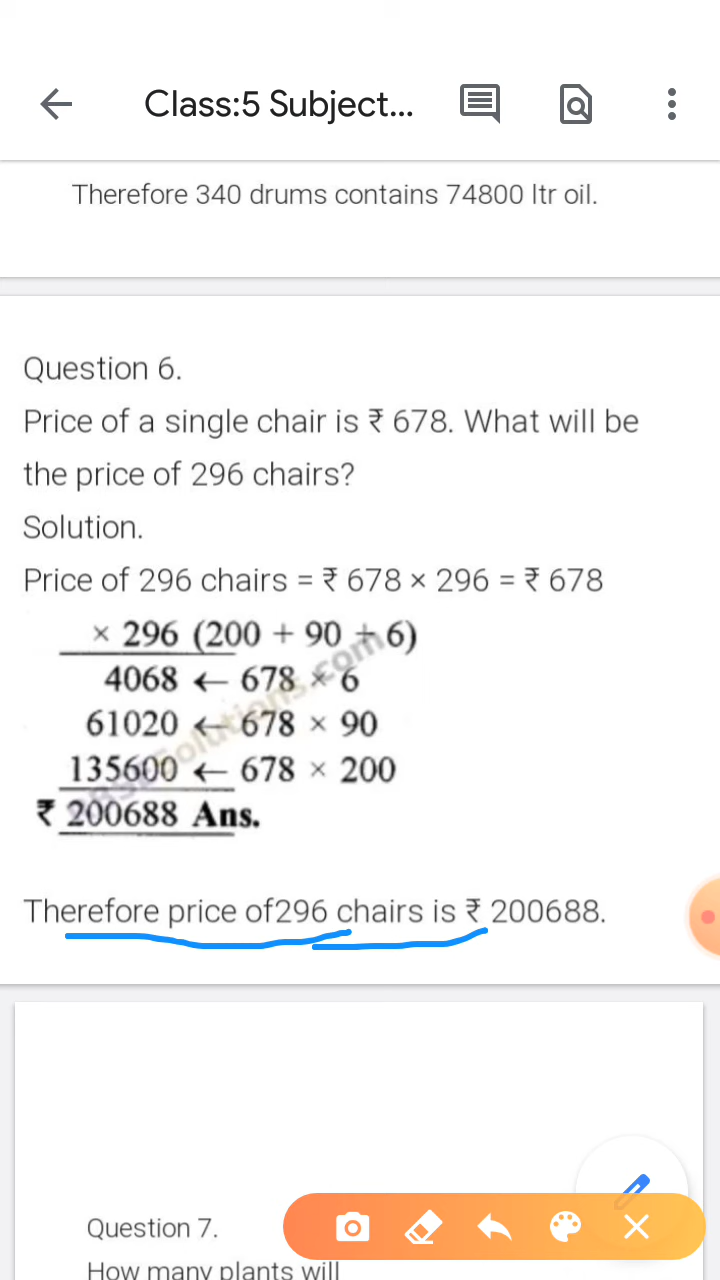 Class:5 Subject...
Therefore 340 drums contains 74800 ltr oil.
Question 6.
Price of a single chair is ₹ 678. What will be
the price of 296 chairs?
Solution.
Price of 296 chairs = ₹ 678 × 296 = ₹ 678
× 296 (200 + 90 + 6)
4068 ← 678 × 6
61020 ← 678 × 90
135600 ← 678 × 200
₹ 200688 Ans.
Therefore price of296 chairs is ₹ 200688.
Question 7.
How many plants will